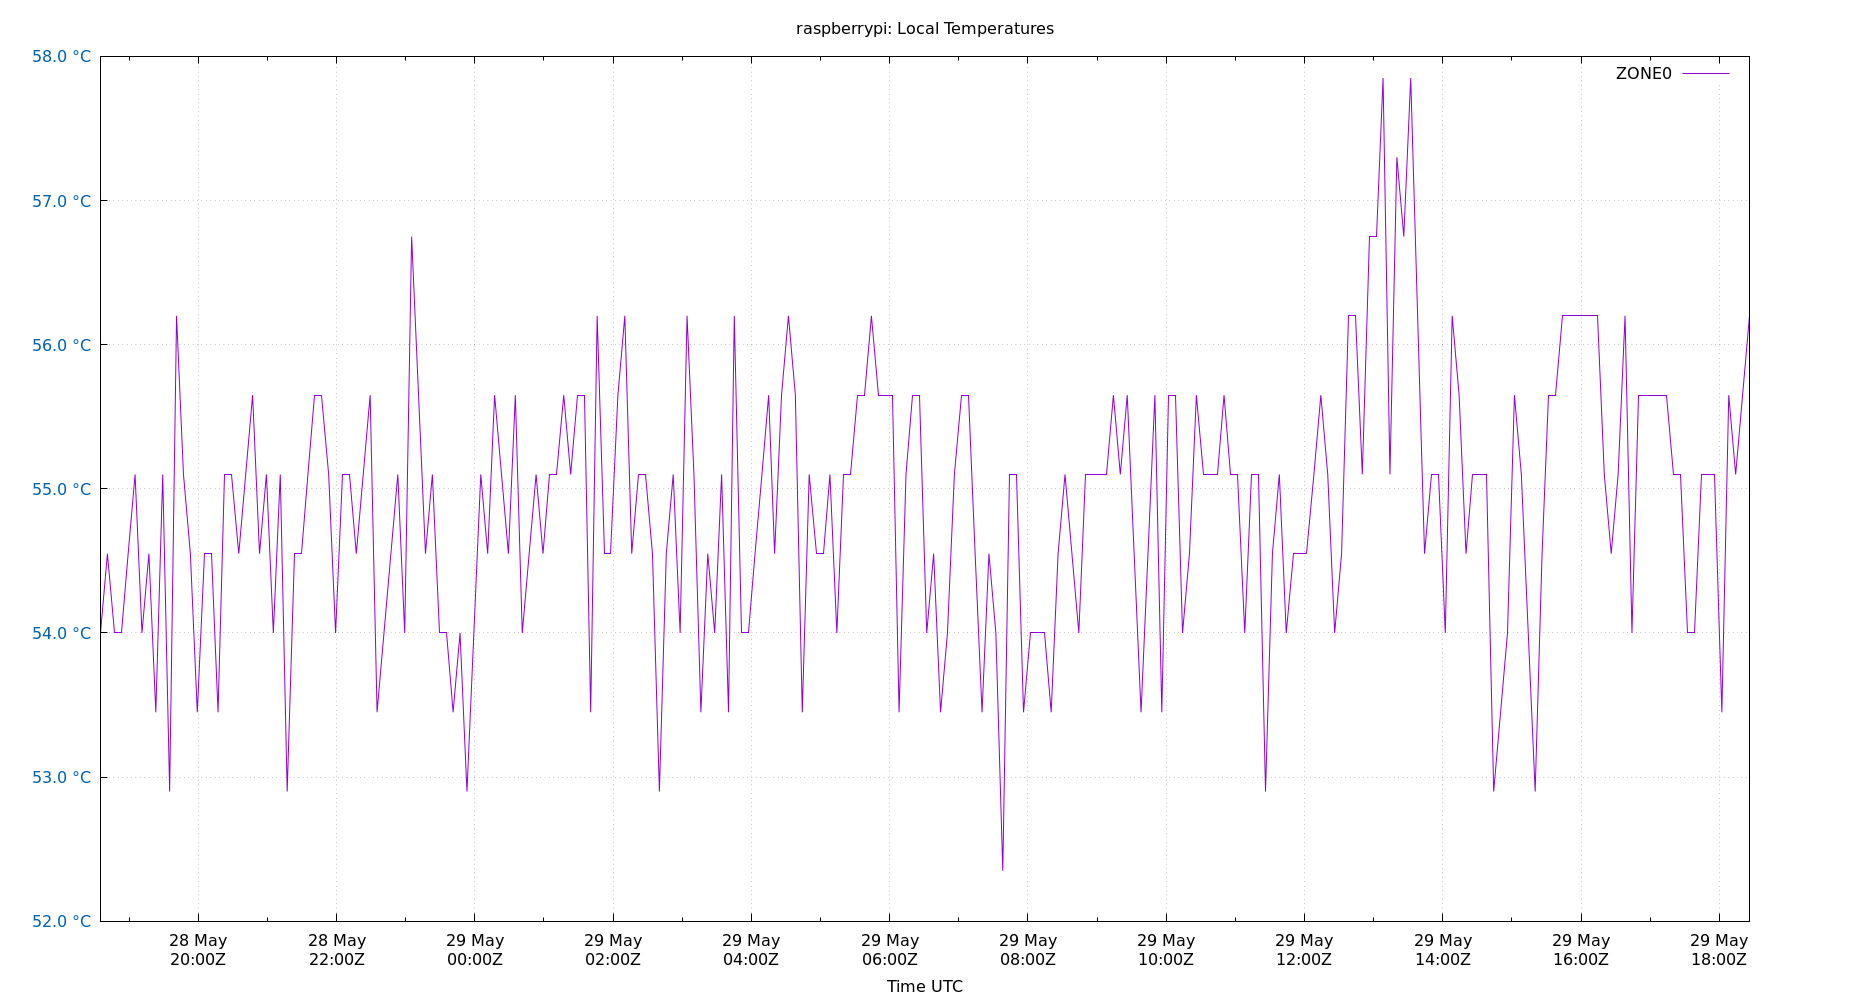 raspberrypi: Local Temperatures
58.0 °C
57.0 °C
56.0 °C
55.0 °C
54.0 °C
53.0 °C
52.0 °C
ZONE0
28 May
20:00Z
28 May
22:00Z
29 May
00:00Z
29 May
02:00Z
29 May
04:00Z
29 May
06:00Z
29 May
08:00Z
29 May
10:00Z
29 May
12:00Z
29 May
14:00Z
29 May
16:00Z
29 May
18:00Z
Time UTC